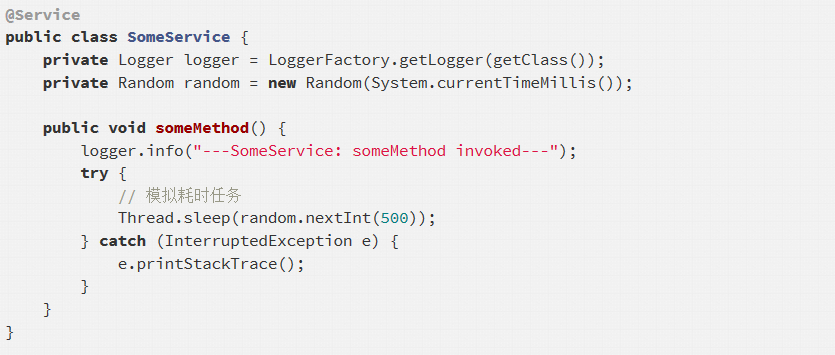 @Service
public class SomeService {
    private Logger logger = LoggerFactory.getLogger(getClass());
    private Random random = new Random(System.currentTimeMillis());

    public void someMethod() {
        logger.info("---SomeService: someMethod invoked---");
        try {
            // 模拟耗时任务
            Thread.sleep(random.nextInt(500));
        } catch (InterruptedException e) {
            e.printStackTrace();
        }
    }
}